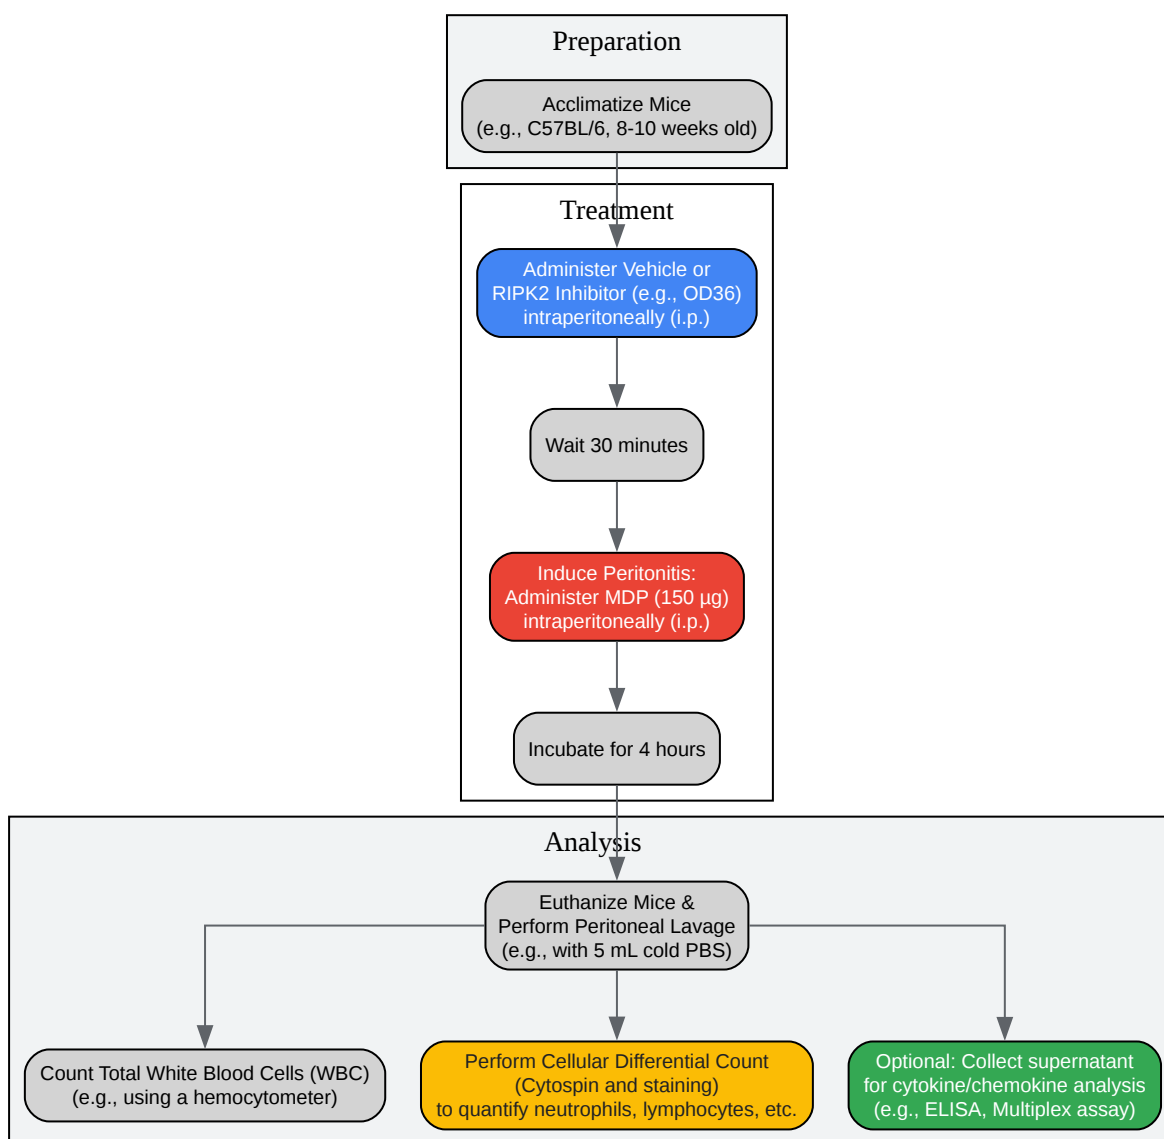 Preparation
Acclimatize Mice
(e.g., C57BL/6, 8-10 weeks old)
Treatment
Administer Vehicle or
RIPK2 Inhibitor (e.g., OD36)
intraperitoneally (i.p.)
Wait 30 minutes
Induce Peritonitis:
Administer MDP (150 µg)
intraperitoneally (i.p.)
Incubate for 4 hours
Analysis
Euthanize Mice &
Perform Peritoneal Lavage
(e.g., with 5 mL cold PBS)
Count Total White Blood Cells (WBC)
(e.g., using a hemocytometer)
Perform Cellular Differential Count
(Cytospin and staining)
to quantify neutrophils, lymphocytes, etc.
Optional: Collect supernatant
for cytokine/chemokine analysis
(e.g., ELISA, Multiplex assay)